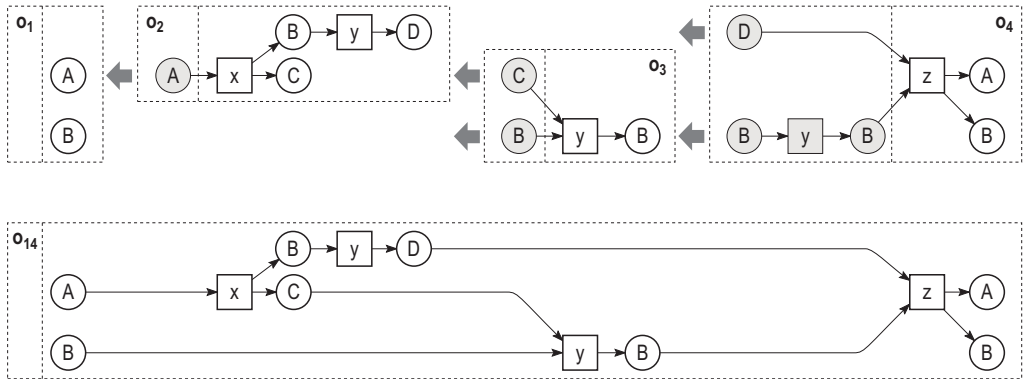 o1 o2 B y D D o4
A A x C C o3 z A
B B y B B y B B
o14 B y D
A x C z A
B y B B